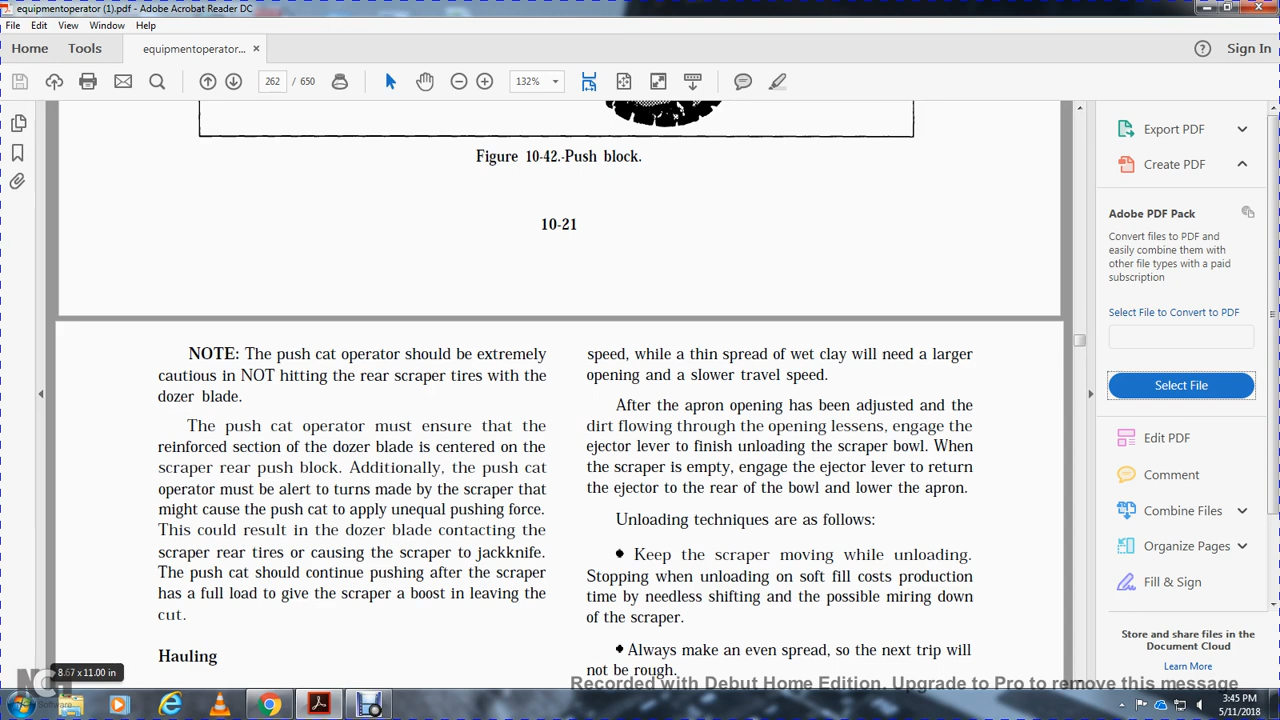 equipmentoperator (1).pdf - Adobe Acrobat Reader DC
File Edit View Window Help
Home Tools equipmentoperator... × Sign In
262 / 650 132%
Figure 10-42.-Push block.
10-21
NOTE: The push cat operator should be extremely
cautious in NOT hitting the rear scraper tires with the
dozer blade.
The push cat operator must ensure that the
reinforced section of the dozer blade is centered on the
scraper rear push block. Additionally, the push cat
operator must be alert to turns made by the scraper that
might cause the push cat to apply unequal pushing force.
This could result in the dozer blade contacting the
scraper rear tires or causing the scraper to jackknife.
The push cat should continue pushing after the scraper
has a full load to give the scraper a boost in leaving the
cut.
Hauling
speed, while a thin spread of wet clay will need a larger
opening and a slower travel speed.
After the apron opening has been adjusted and the
dirt flowing through the opening lessens, engage the
ejector lever to finish unloading the scraper bowl. When
the scraper is empty, engage the ejector lever to return
the ejector to the rear of the bowl and lower the apron.
Unloading techniques are as follows:
• Keep the scraper moving while unloading.
Stopping when unloading on soft fill costs production
time by needless shifting and the possible miring down
of the scraper.
• Always make an even spread, so the next trip will
not be rough.
Export PDF
Create PDF
Adobe PDF Pack
Convert files to PDF and
easily combine them with
other file types with a paid
subscription
Select File to Convert to PDF
Select File
Edit PDF
Comment
Combine Files
Organize Pages
Fill & Sign
Store and share files in the
Document Cloud
Learn More
8.67 x 11.00 in
NCH
Software
Recorded with Debut Home Edition. Upgrade to Pro to remove this message
3:45 PM
5/11/2018